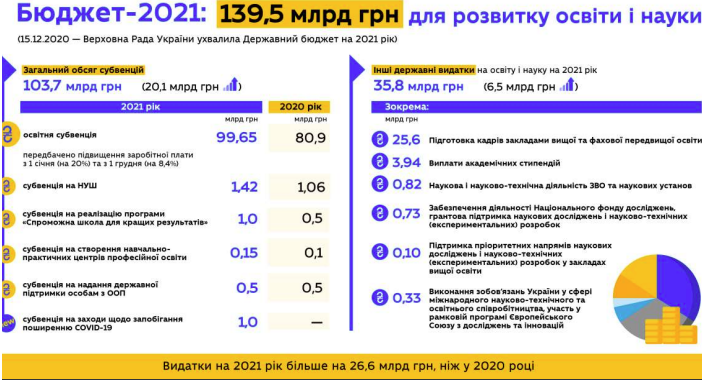 Бюджет-2021: 139,5 млрд грн для розвитку освіти і науки
(15.12.2020 — Верховна Рада України ухвалила Державний бюджет на 2021 рік)
Загальний обсяг субвенцій
103,7 млрд грн (20,1 млрд грн)
2021 рік 2020 рік
млрд грн млрд грн
освітня субвенція 99,65 80,9
передбачено підвищення заробітної плати
з 1 січня (на 20%) та з 1 грудня (на 8,4%)
субвенція на НУШ 1,42 1,06
субвенція на реалізацію програми
«Спроможна школа для кращих результатів» 1,0 0,5
субвенція на створення навчально-
практичних центрів професійної освіти 0,15 0,1
субвенція на надання державної
підтримки особам з ООП 0,5 0,5
new
субвенція на заходи щодо запобігання
поширенню COVID-19 1,0 —
Інші державні видатки на освіту і науку на 2021 рік
35,8 млрд грн (6,5 млрд грн)
Зокрема:
млрд грн
₴ 25,6 Підготовка кадрів закладами вищої та фахової передвищої освіти
₴ 3,94 Виплати академічних стипендій
₴ 0,82 Наукова і науково-технічна діяльність ЗВО та наукових установ
₴ 0,73 Забезпечення діяльності Національного фонду досліджень,
грантова підтримка наукових досліджень і науково-технічних
(експериментальних) розробок
₴ 0,10 Підтримка пріоритетних напрямів наукових
досліджень і науково-технічних
(експериментальних) розробок у закладах
вищої освіти
₴ 0,33 Виконання зобов'язань України у сфері
міжнародного науково-технічного та
освітнього співробітництва, участь у
рамковій програмі Європейського
Союзу з досліджень та інновацій
Видатки на 2021 рік більше на 26,6 млрд грн, ніж у 2020 році